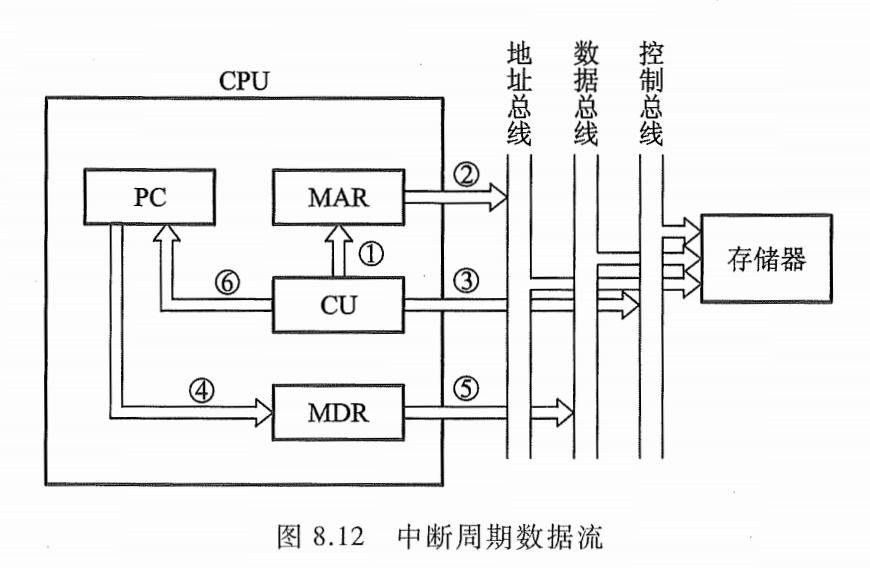 CPU
地址总线
数据总线
控制总线
PC
MAR
②
①
⑥
CU
③
存储器
④
MDR
⑤
图 8.12 中断周期数据流